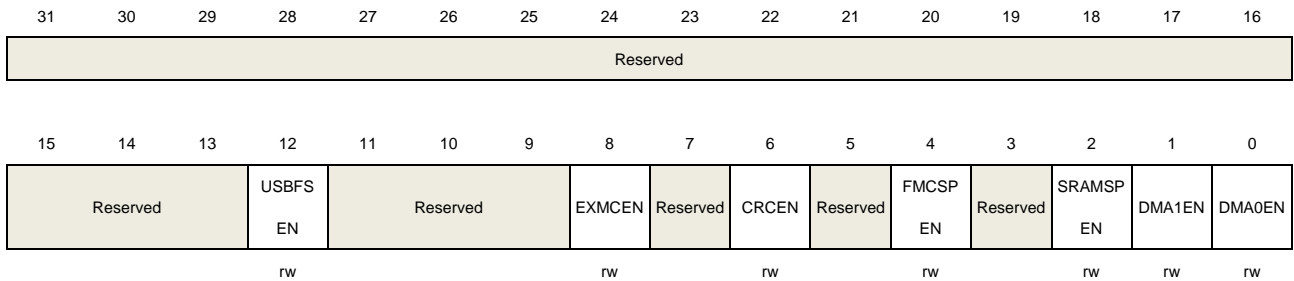 31 30 29 28 27 26 25 24 23 22 21 20 19 18 17 16
Reserved
15 14 13 12 11 10 9 8 7 6 5 4 3 2 1 0
Reserved USBFS EN Reserved EXMCEN Reserved CRCEN Reserved FMCSP EN Reserved SRAMSP EN DMA1EN DMA0EN
rw rw rw rw rw rw rw